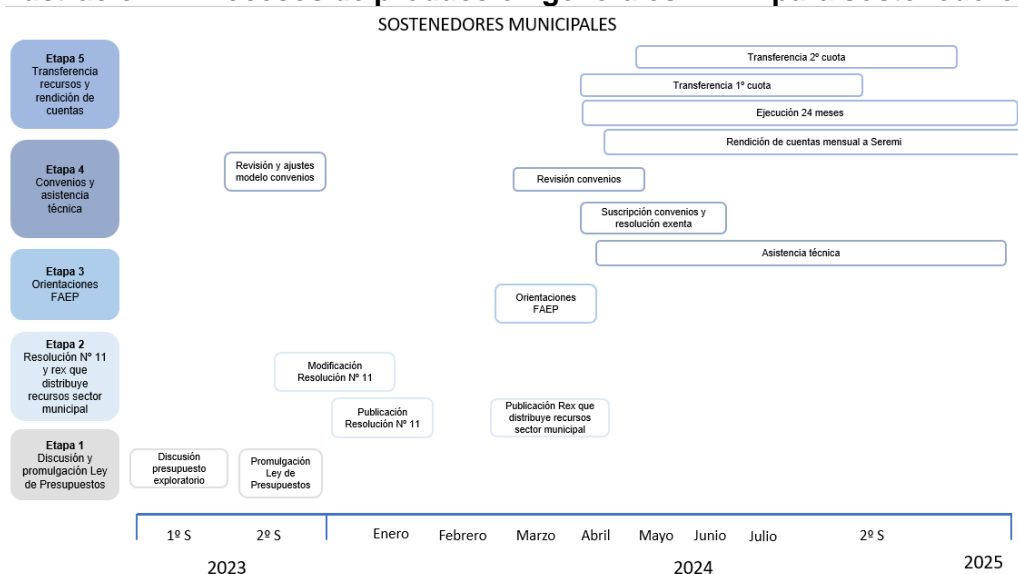 SOSTENEDORES MUNICIPALES
Etapa 5
Transferencia
recursos y
rendición de
cuentas
Transferencia 2º cuota
Transferencia 1º cuota
Ejecución 24 meses
Rendición de cuentas mensual a Seremi
Etapa 4
Convenios y
asistencia
técnica
Revisión y ajustes
modelo convenios
Revisión convenios
Suscripción convenios y
resolución exenta
Asistencia técnica
Etapa 3
Orientaciones
FAEP
Orientaciones
FAEP
Etapa 2
Resolución Nº 11
y rex que
distribuye
recursos sector
municipal
Modificación
Resolución Nº 11
Publicación
Resolución Nº 11
Publicación Rex que
distribuye recursos
sector municipal
Etapa 1
Discusión y
promulgación Ley
de Presupuestos
Discusión
presupuesto
exploratorio
Promulgación
Ley de
Presupuestos
1º S 2º S Enero Febrero Marzo Abril Mayo Junio Julio 2º S
2023 2024 2025